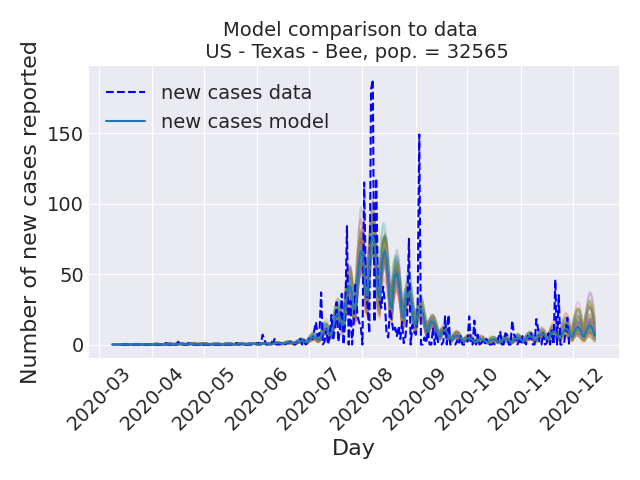 Model comparison to data
US - Texas - Bee, pop. = 32565
Number of new cases reported
new cases data
new cases model
150
100
50
0
2020-03
2020-04
2020-05
2020-06
2020-07
2020-08
2020-09
2020-10
2020-11
2020-12
Day